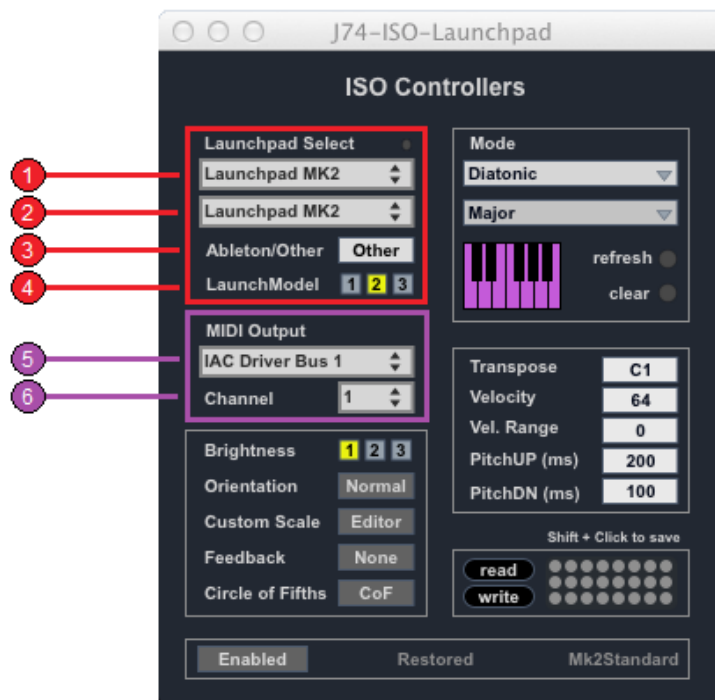 J74-ISO-Launchpad
ISO Controllers
Launchpad Select
1 Launchpad MK2
2 Launchpad MK2
3 Ableton/Other Other
4 LaunchModel 1 2 3
MIDI Output
5 IAC Driver Bus 1
6 Channel 1
Brightness 1 2 3
Orientation Normal
Custom Scale Editor
Feedback None
Circle of Fifths CoF
Mode
Diatonic
Major
refresh
clear
Transpose C1
Velocity 64
Vel. Range 0
PitchUP (ms) 200
PitchDN (ms) 100
Shift + Click to save
read
write
Enabled Restored Mk2Standard